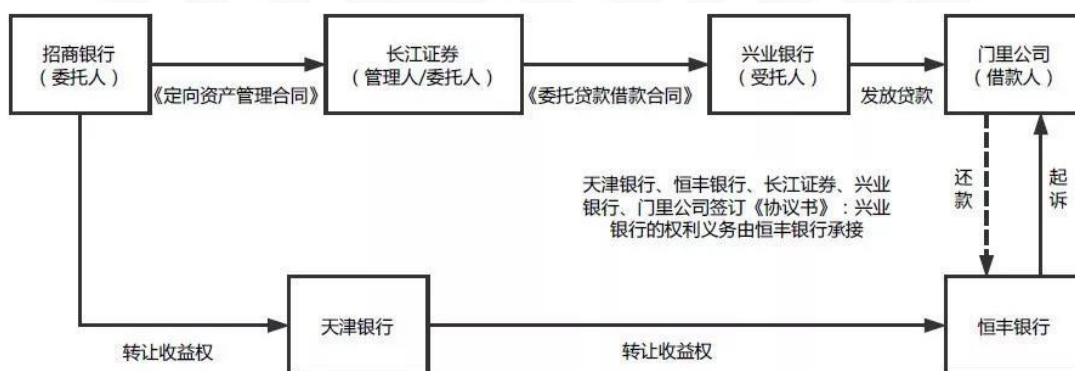 招商银行
（委托人）
长江证券
（管理人/委托人）
兴业银行
（受托人）
门里公司
（借款人）
《定向资产管理合同》
《委托贷款借款合同》
发放贷款
天津银行、恒丰银行、长江证券、兴业
银行、门里公司签订《协议书》：兴业
银行的权利义务由恒丰银行承接
还款
起诉
天津银行
恒丰银行
转让收益权
转让收益权